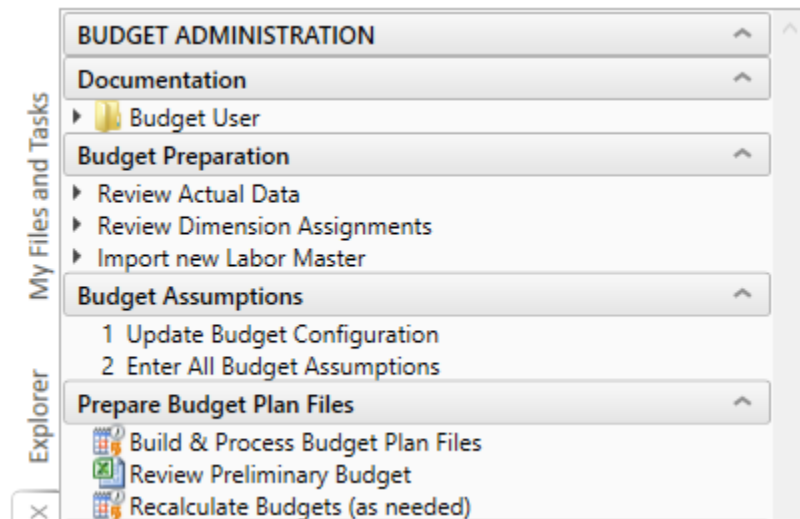 BUDGET ADMINISTRATION
Documentation
Budget User
Budget Preparation
Review Actual Data
Review Dimension Assignments
Import new Labor Master
Budget Assumptions
1 Update Budget Configuration
2 Enter All Budget Assumptions
Prepare Budget Plan Files
Build & Process Budget Plan Files
Review Preliminary Budget
Recalculate Budgets (as needed)
My Files and Tasks
Explorer